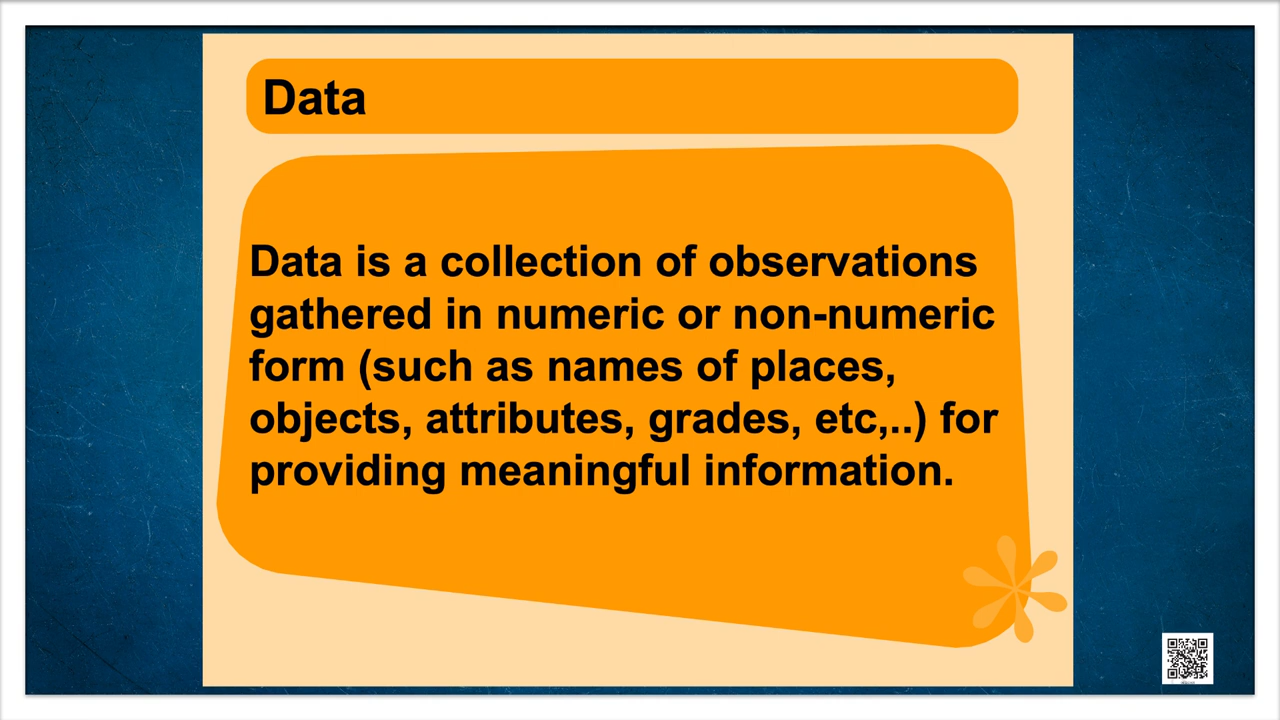 Data
Data is a collection of observations
gathered in numeric or non-numeric
form (such as names of places,
objects, attributes, grades, etc,..) for
providing meaningful information.